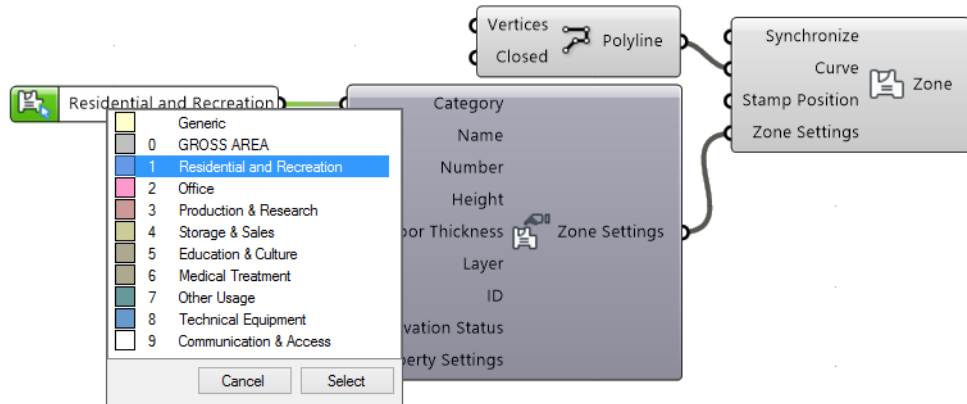 Vertices
Closed
Polyline
Synchronize
Curve
Stamp Position
Zone Settings
Zone
Residential and Recreation
Category
Name
Number
Height
oor Thickness
Layer
ID
vation Status
perty Settings
Zone Settings
Generic
0 GROSS AREA
1 Residential and Recreation
2 Office
3 Production & Research
4 Storage & Sales
5 Education & Culture
6 Medical Treatment
7 Other Usage
8 Technical Equipment
9 Communication & Access
Cancel
Select